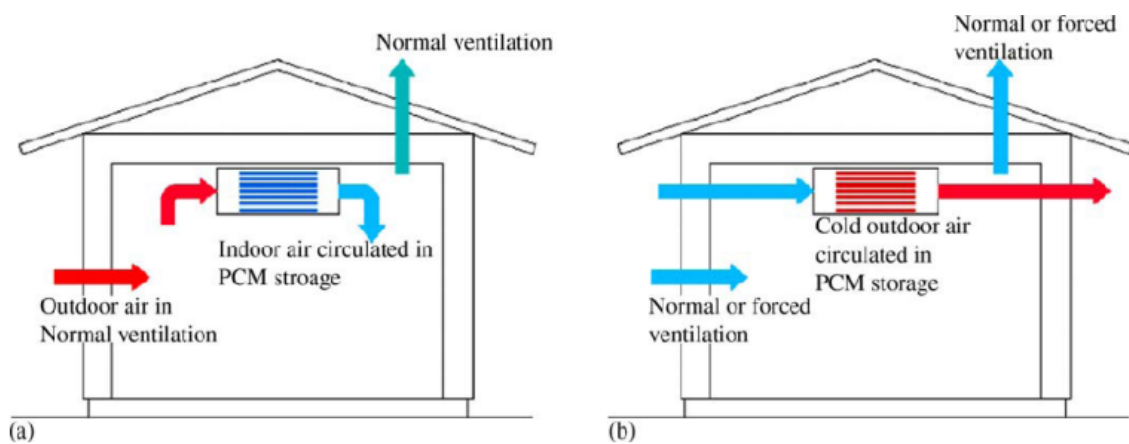 Normal ventilation
Indoor air circulated in
PCM stroage
Outdoor air in
Normal ventilation
(a)
Normal or forced
ventilation
Cold outdoor air
circulated in
PCM storage
Normal or forced
ventilation
(b)